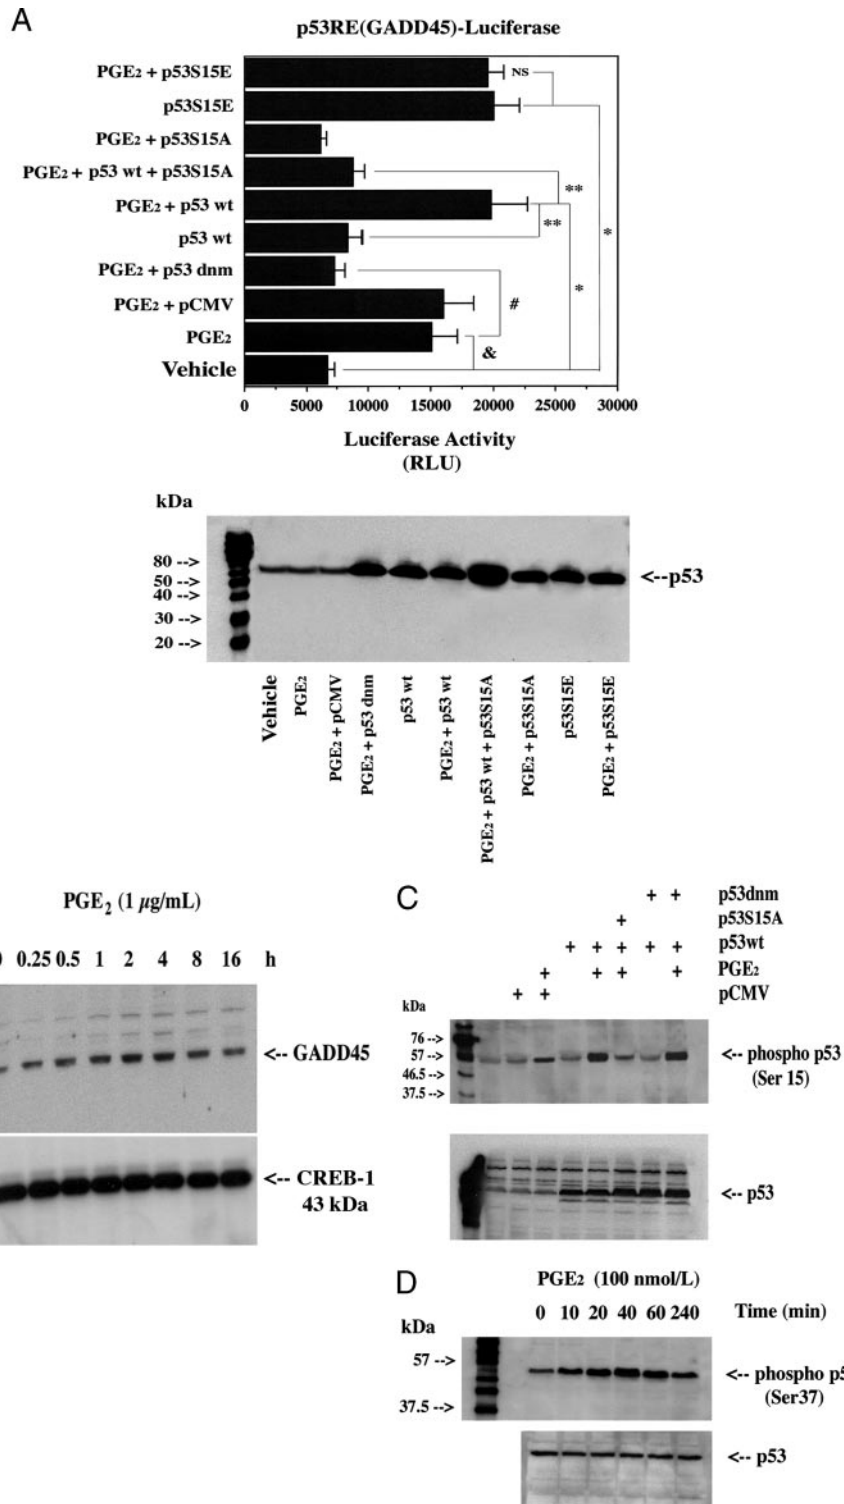 A
p53RE(GADD45)-Luciferase
PGE2 + p53S15E
NS
p53S15E
PGE2 + p53S15A
PGE2 + p53 wt + p53S15A
**
PGE2 + p53 wt
**
*
p53 wt
PGE2 + p53 dnm
*
PGE2 + pCMV
#
PGE2
&
Vehicle
0 5000 10000 15000 20000 25000 30000
Luciferase Activity
(RLU)
kDa
80 -->
50 -->
40 -->
30 -->
20 -->
<--p53
Vehicle
PGE2
PGE2 + pCMV
PGE2 + p53 dnm
p53 wt
PGE2 + p53 wt
PGE2 + p53 wt + p53S15A
PGE2 + p53S15A
p53S15E
PGE2 + p53S15E
PGE2 (1 µg/mL)
0.25 0.5 1 2 4 8 16 h
<-- GADD45
<-- CREB-1
43 kDa
C
+ + p53dnm
+ p53S15A
+ + + + + p53wt
+ + + + PGE2
+ + pCMV
kDa
76 -->
57 -->
46.5 -->
37.5 -->
<-- phospho p53
(Ser 15)
<-- p53
D
PGE2 (100 nmol/L)
0 10 20 40 60 240 Time (min)
kDa
57 -->
37.5 -->
<-- phospho p5
(Ser37)
<-- p53